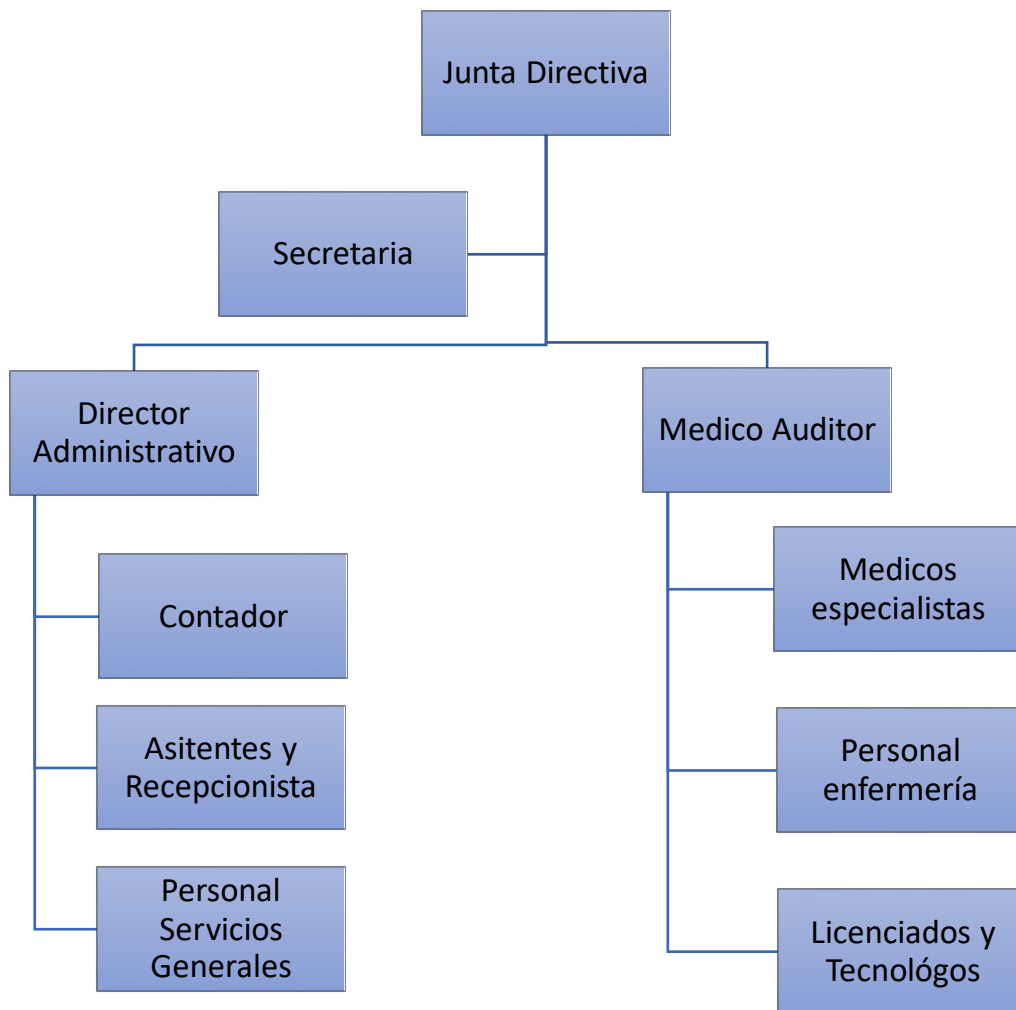 Junta Directiva
Secretaria
Director
Administrativo
Medico Auditor
Contador
Asitentes y
Recepcionista
Personal
Servicios
Generales
Medicos
especialistas
Personal
enfermería
Licenciados y
Tecnológos